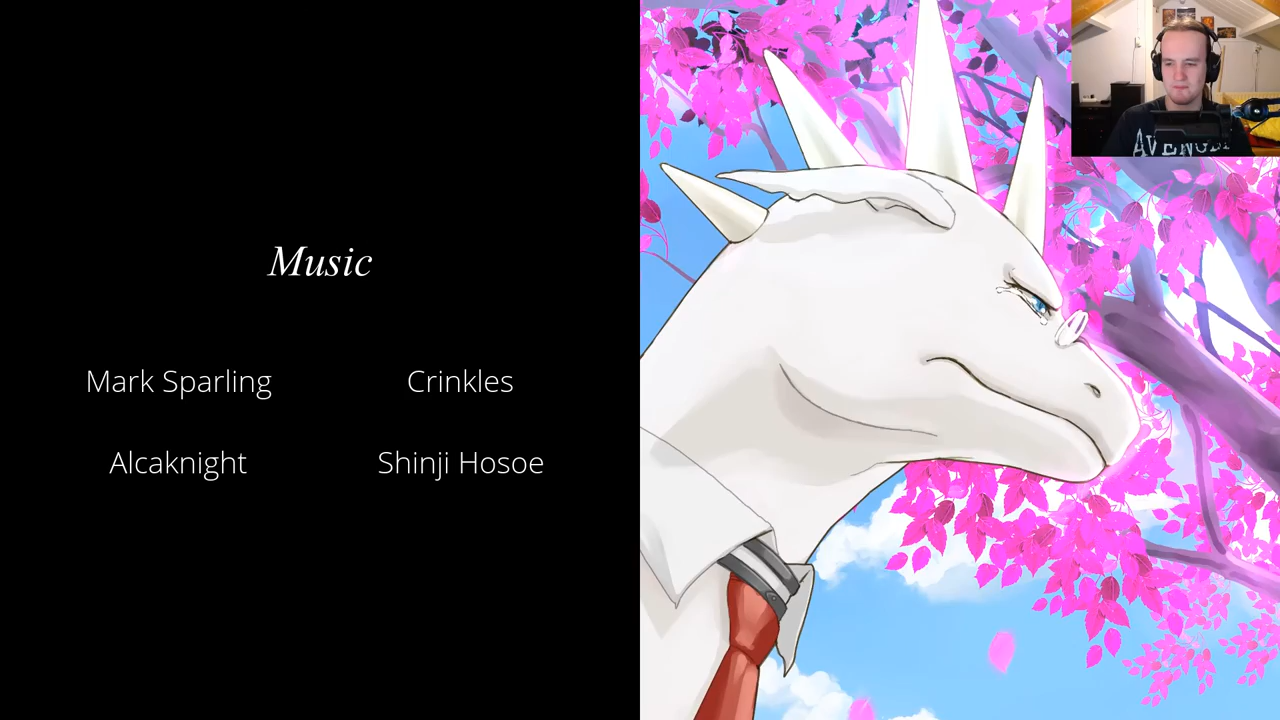 Music
Mark Sparling
Crinkles
Alcaknight
Shinji Hosoe